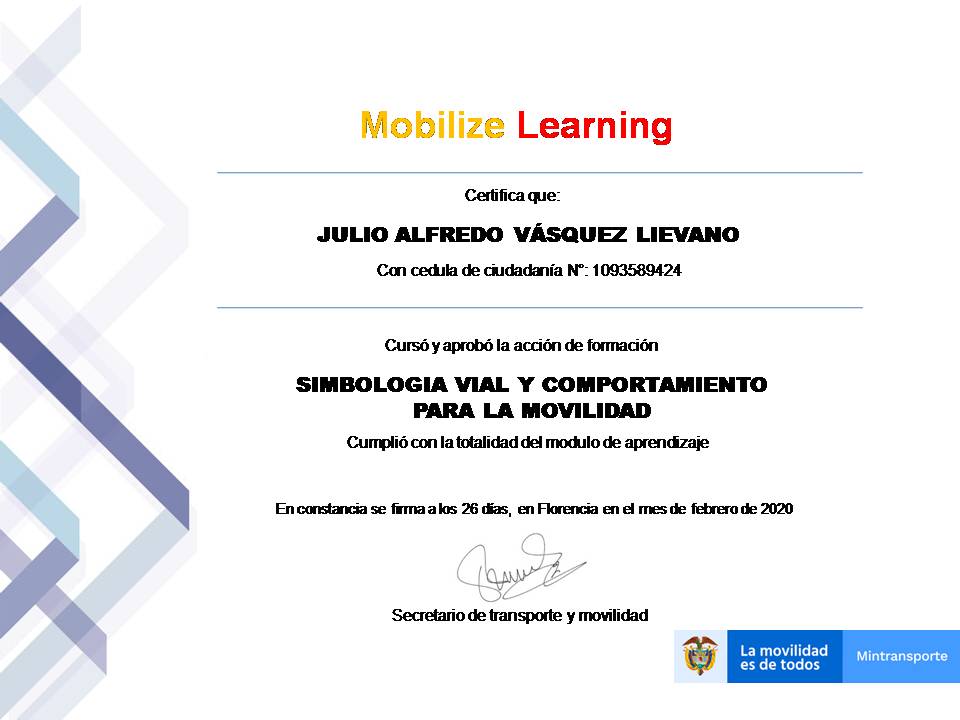 Mobilize Learning
Certifica que:
JULIO ALFREDO VÁSQUEZ LIEVANO
Con cedula de ciudadanía N°: 1093589424
Cursó y aprobó la acción de formación
SIMBOLOGIA VIAL Y COMPORTAMIENTO
PARA LA MOVILIDAD
Cumplió con la totalidad del modulo de aprendizaje
En constancia se firma a los 26 días, en Florencia en el mes de febrero de 2020
Secretario de transporte y movilidad
La movilidad
es de todos
Mintransporte